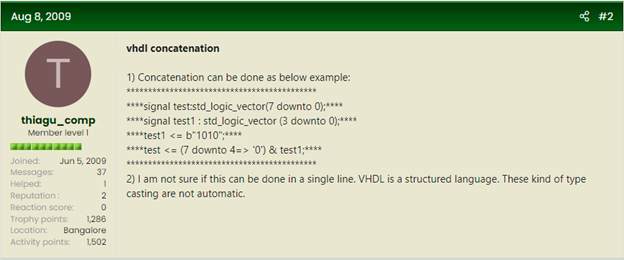 Aug 8, 2009
#2
T
thiagu_comp
Member level 1
Joined: Jun 5, 2009
Messages: 37
Helped: 1
Reputation : 2
Reaction score: 0
Trophy points: 1,286
Location: Bangalore
Activity points: 1,502
vhdl concatenation
1) Concatenation can be done as below example:
********************************************
****signal test:std_logic_vector(7 downto 0);****
****signal test1 : std_logic_vector (3 downto 0);****
****test1 <= b"1010";****
****test <= (7 downto 4=> '0') & test1;****
********************************************
2) I am not sure if this can be done in a single line. VHDL is a structured language. These kind of type
casting are not automatic.